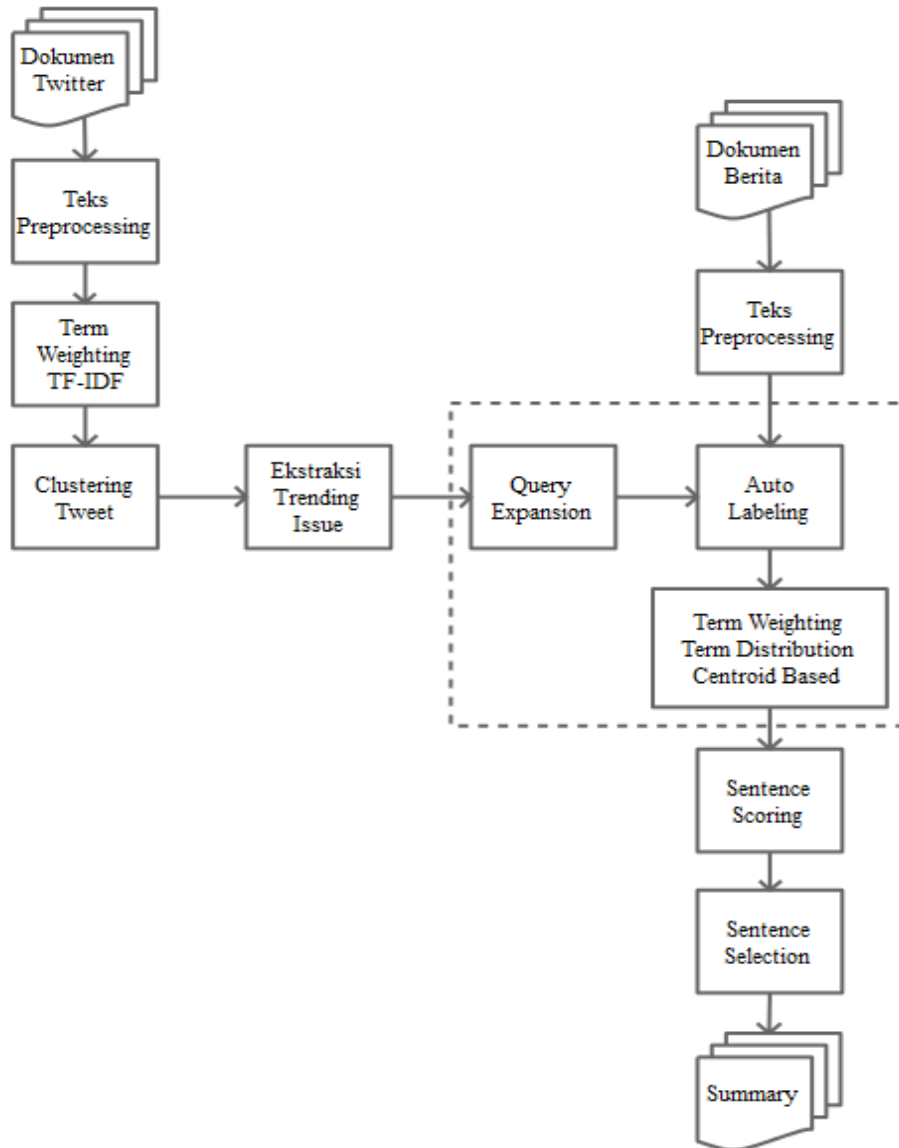 Dokumen
Twitter
Teks
Preprocessing
Term
Weighting
TF-IDF
Clustering
Tweet
Ekstraksi
Trending
Issue
Query
Expansion
Dokumen
Berita
Teks
Preprocessing
Auto
Labeling
Term Weighting
Term Distribution
Centroid Based
Sentence
Scoring
Sentence
Selection
Summary